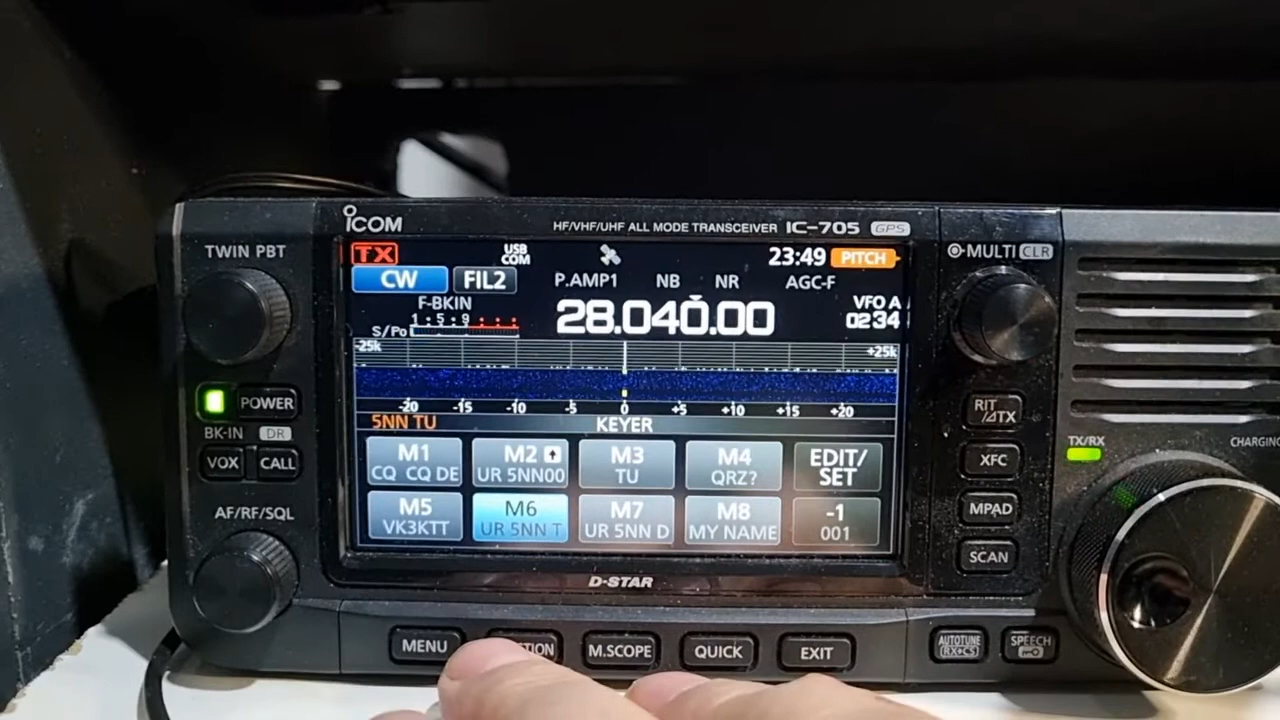 ICOM
HF/VHF/UHF ALL MODE TRANSCEIVER IC-705 GPS
TWIN PBT
TX USB COM 23:49 PITCH
MULTI CLR
CW FIL2 P.AMP1 NB NR AGC-F
F-BKIN
1 5 9
S/Po
28.040.00
VFO A
0234
-25k +25k
-20 -15 -10 -5 0 +5 +10 +15 +20
5NN TU KEYER
M1
CQ CQ DE
M2
UR 5NN00
M3
TU
M4
QRZ?
EDIT/
SET
M5
VK3KTT
M6
UR 5NN T
M7
UR 5NN D
M8
MY NAME
-1
001
POWER
BK-IN DR
VOX CALL
AF/RF/SQL
RIT
/⊿TX
XFC
MPAD
SCAN
TX/RX
D-STAR
MENU M.SCOPE QUICK EXIT
AUTOTUNE
RX→CS
SPEECH